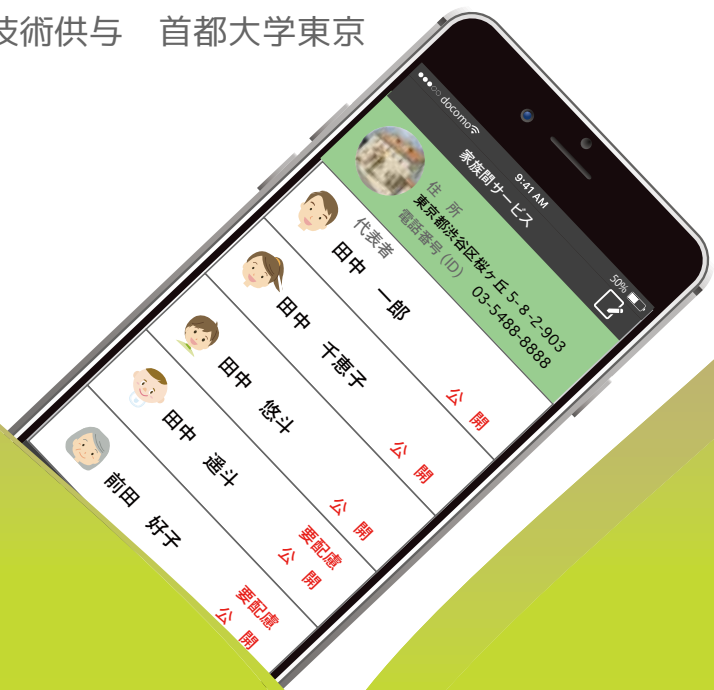 技術供与　首都大学東京
docomo
9:41 AM
50%
家族間サービス
住　所
東京都渋谷区桜ヶ丘 5-8-2-903
電話番号 (ID)　03-5488-8888
代表者
田中　一郎
公　開
田中　千恵子
公　開
田中　悠斗
公　開
田中　遥斗
要配慮
公　開
前田　好子
要配慮
公　開